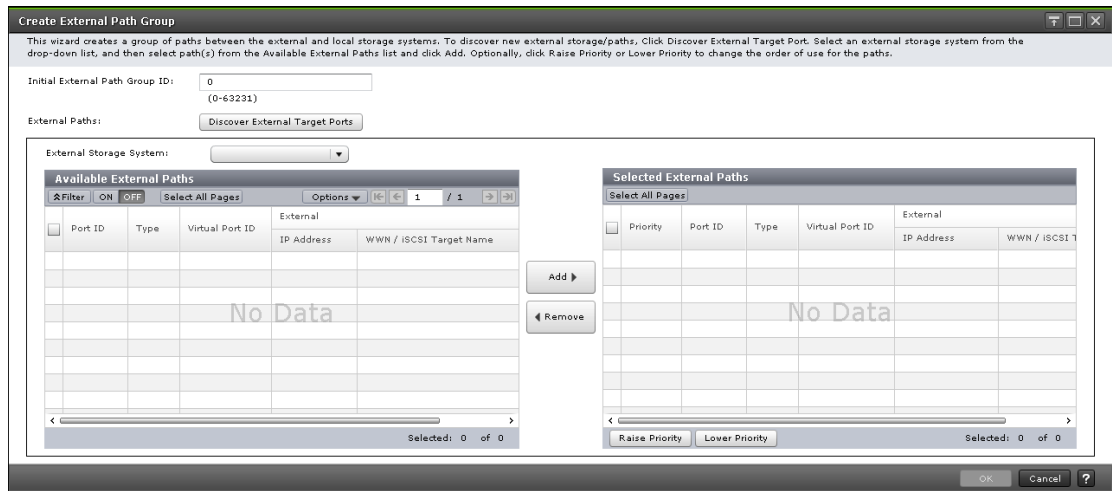 Create External Path Group
This wizard creates a group of paths between the external and local storage systems. To discover new external storage/paths, Click Discover External Target Port. Select an external storage system from the
drop-down list, and then select path(s) from the Available External Paths list and click Add. Optionally, click Raise Priority or Lower Priority to change the order of use for the paths.
Initial External Path Group ID: 0
(0-63231)
External Paths: Discover External Target Ports
External Storage System:
Available External Paths
Filter ON OFF Select All Pages Options 1 / 1
Port ID Type Virtual Port ID External
IP Address WWN / iSCSI Target Name
No Data
Selected: 0 of 0
Add
Remove
Selected External Paths
Select All Pages
Priority Port ID Type Virtual Port ID External
IP Address WWN / iSCSI T
No Data
Raise Priority Lower Priority Selected: 0 of 0
OK Cancel ?